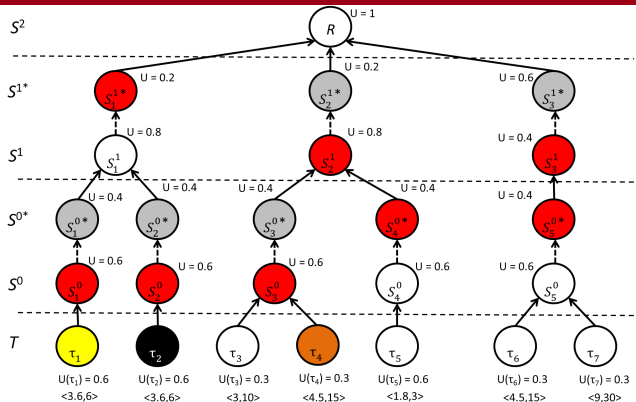 U = 1
S² R
U = 0.2 U = 0.2 U = 0.6
S¹* S₁¹* S₂¹* S₃¹*
U = 0.8 U = 0.8 U = 0.4
S¹ S₁¹ S₂¹ S₃¹
U = 0.4 U = 0.4 U = 0.4 U = 0.4 U = 0.4
S⁰* S₁⁰* S₂⁰* S₃⁰* S₄⁰* S₅⁰*
U = 0.6 U = 0.6 U = 0.6 U = 0.6 U = 0.6
S⁰ S₁⁰ S₂⁰ S₃⁰ S₄⁰ S₅⁰
T τ₁ τ₂ τ₃ τ₄ τ₅ τ₆ τ₇
U(τ₁) = 0.6 U(τ₂) = 0.6 U(τ₃) = 0.3 U(τ₄) = 0.3 U(τ₅) = 0.6 U(τ₆) = 0.3 U(τ₇) = 0.3
<3.6,6> <3.6,6> <3,10> <4.5,15> <1.8,3> <4.5,15> <9,30>